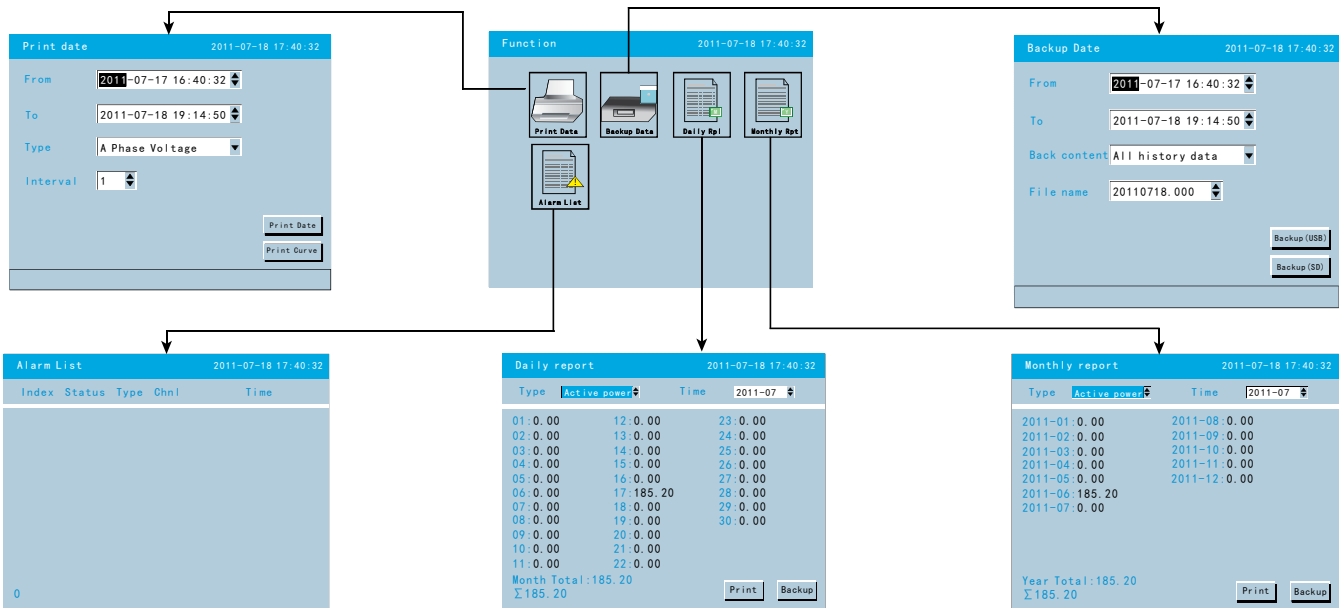 Print date 2011-07-18 17:40:32
From 2011-07-17 16:40:32
To 2011-07-18 19:14:50
Type A Phase Voltage
Interval 1
Print Date
Print Curve
Function 2011-07-18 17:40:32
Print Data Backup Data Daily Rpl Monthly Rpt
Alarm List
Backup Date 2011-07-18 17:40:32
From 2011-07-17 16:40:32
To 2011-07-18 19:14:50
Back content All history data
File name 20110718.000
Backup(USB)
Backup(SD)
Alarm List 2011-07-18 17:40:32
Index Status Type Chnl Time
0
Daily report 2011-07-18 17:40:32
Type Active power Time 2011-07
01:0.00 12:0.00 23:0.00
02:0.00 13:0.00 24:0.00
03:0.00 14:0.00 25:0.00
04:0.00 15:0.00 26:0.00
05:0.00 16:0.00 27:0.00
06:0.00 17:185.20 28:0.00
07:0.00 18:0.00 29:0.00
08:0.00 19:0.00 30:0.00
09:0.00 20:0.00
10:0.00 21:0.00
11:0.00 22:0.00
Month Total:185.20
∑185.20
Print Backup
Monthly report 2011-07-18 17:40:32
Type Active power Time 2011-07
2011-01:0.00 2011-08:0.00
2011-02:0.00 2011-09:0.00
2011-03:0.00 2011-10:0.00
2011-04:0.00 2011-11:0.00
2011-05:0.00 2011-12:0.00
2011-06:185.20
2011-07:0.00
Year Total:185.20
∑185.20
Print Backup